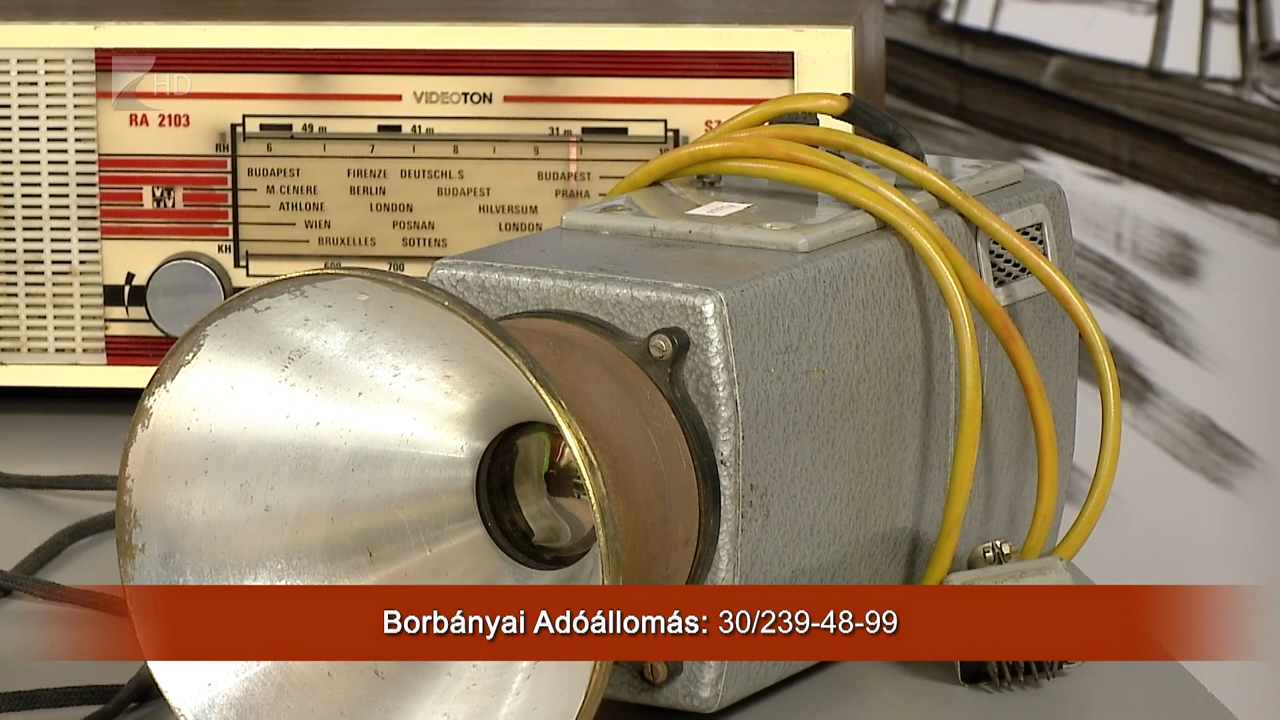 HD
VIDEOTON
RA 2103
SZ
49 m 41 m 31 m
RH 6 7 8 9
BUDAPEST FIRENZE DEUTSCHL.S BUDAPEST
M.CENERE BERLIN BUDAPEST PRAHA
ATHLONE LONDON HILVERSUM
WIEN POSNAN LONDON
BRUXELLES SOTTENS
KH
600 700
Borbányai Adóállomás: 30/239-48-99